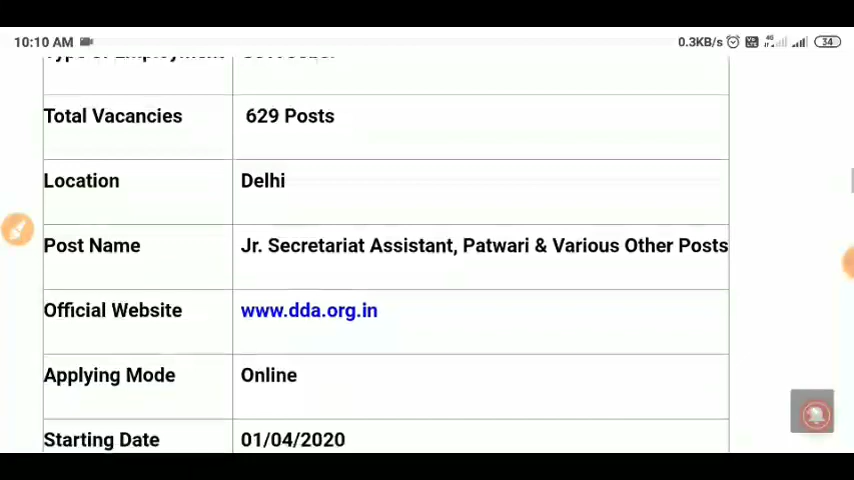 10:10 AM 0.3KB/s 4G 34
Total Vacancies 629 Posts
Location Delhi
Post Name Jr. Secretariat Assistant, Patwari & Various Other Posts
Official Website www.dda.org.in
Applying Mode Online
Starting Date 01/04/2020